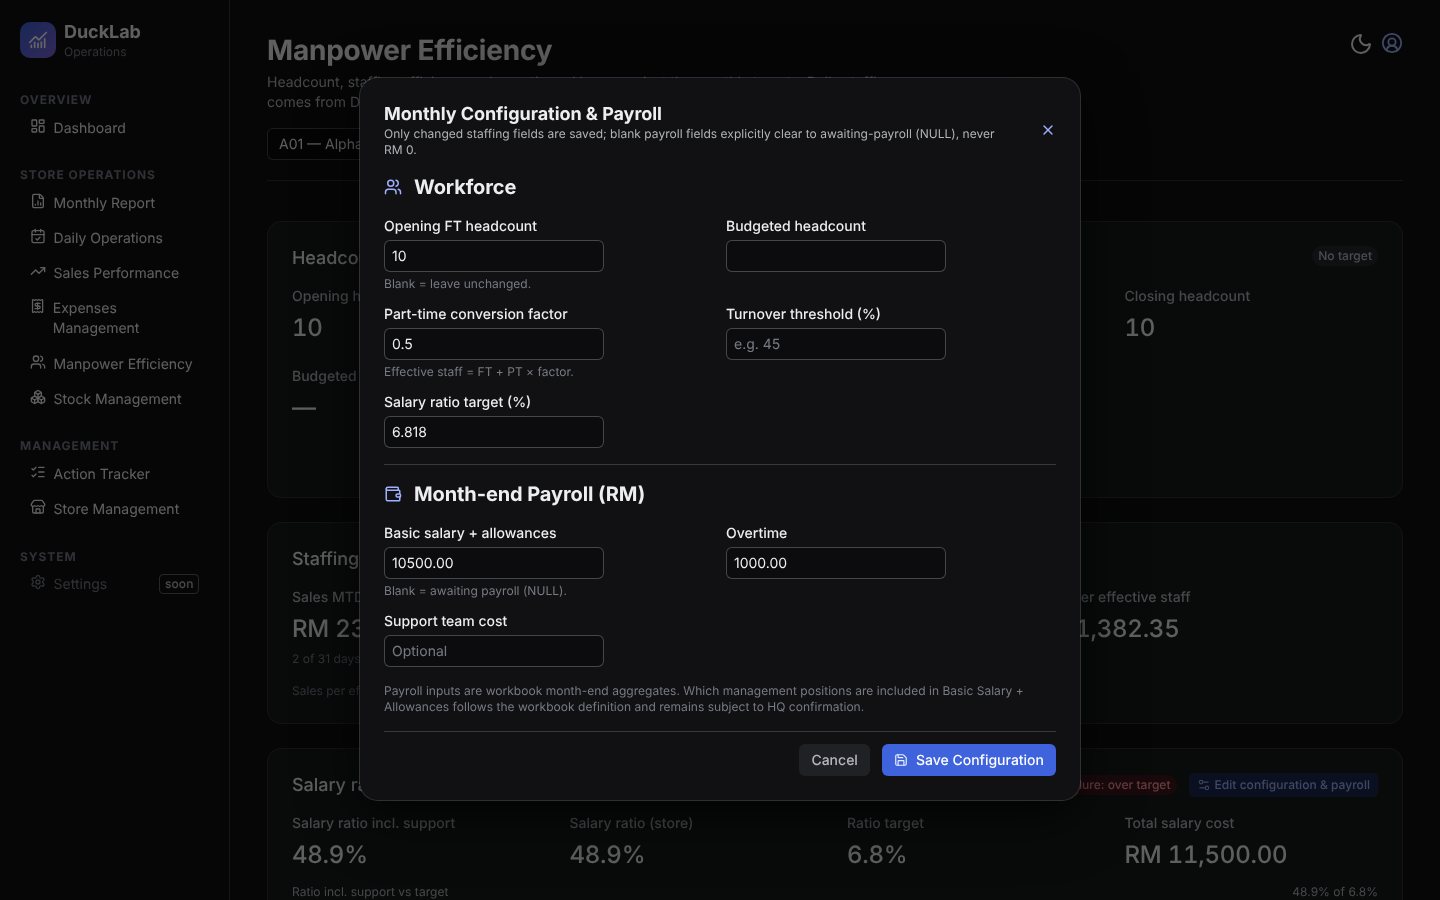 DuckLab
Operations
OVERVIEW
Dashboard
STORE OPERATIONS
Monthly Report
Daily Operations
Sales Performance
Expenses
Management
Manpower Efficiency
Stock Management
MANAGEMENT
Action Tracker
Store Management
SYSTEM
Settings
soon
Manpower Efficiency
Headcount,
comes from
A01 — Alpha
No target
Opening
10
Closing headcount
10
Budgeted
—
Staffing
Sales MTD
RM 23
2 of 31 days
Sales per
effective staff
1,382.35
Monthly Configuration & Payroll
Only changed staffing fields are saved; blank payroll fields explicitly clear to awaiting-payroll (NULL), never
RM 0.
Workforce
Opening FT headcount
Budgeted headcount
10
Blank = leave unchanged.
Part-time conversion factor
Turnover threshold (%)
0.5
e.g. 45
Effective staff = FT + PT × factor.
Salary ratio target (%)
6.818
Month-end Payroll (RM)
Basic salary + allowances
Overtime
10500.00
1000.00
Blank = awaiting payroll (NULL).
Support team cost
Optional
Payroll inputs are workbook month-end aggregates. Which management positions are included in Basic Salary +
Allowances follows the workbook definition and remains subject to HQ confirmation.
Cancel
Save Configuration
Salary
over target
Edit configuration & payroll
Salary ratio incl. support
Salary ratio (store)
Ratio target
Total salary cost
48.9%
48.9%
6.8%
RM 11,500.00
Ratio incl. support vs target
48.9% of 6.8%